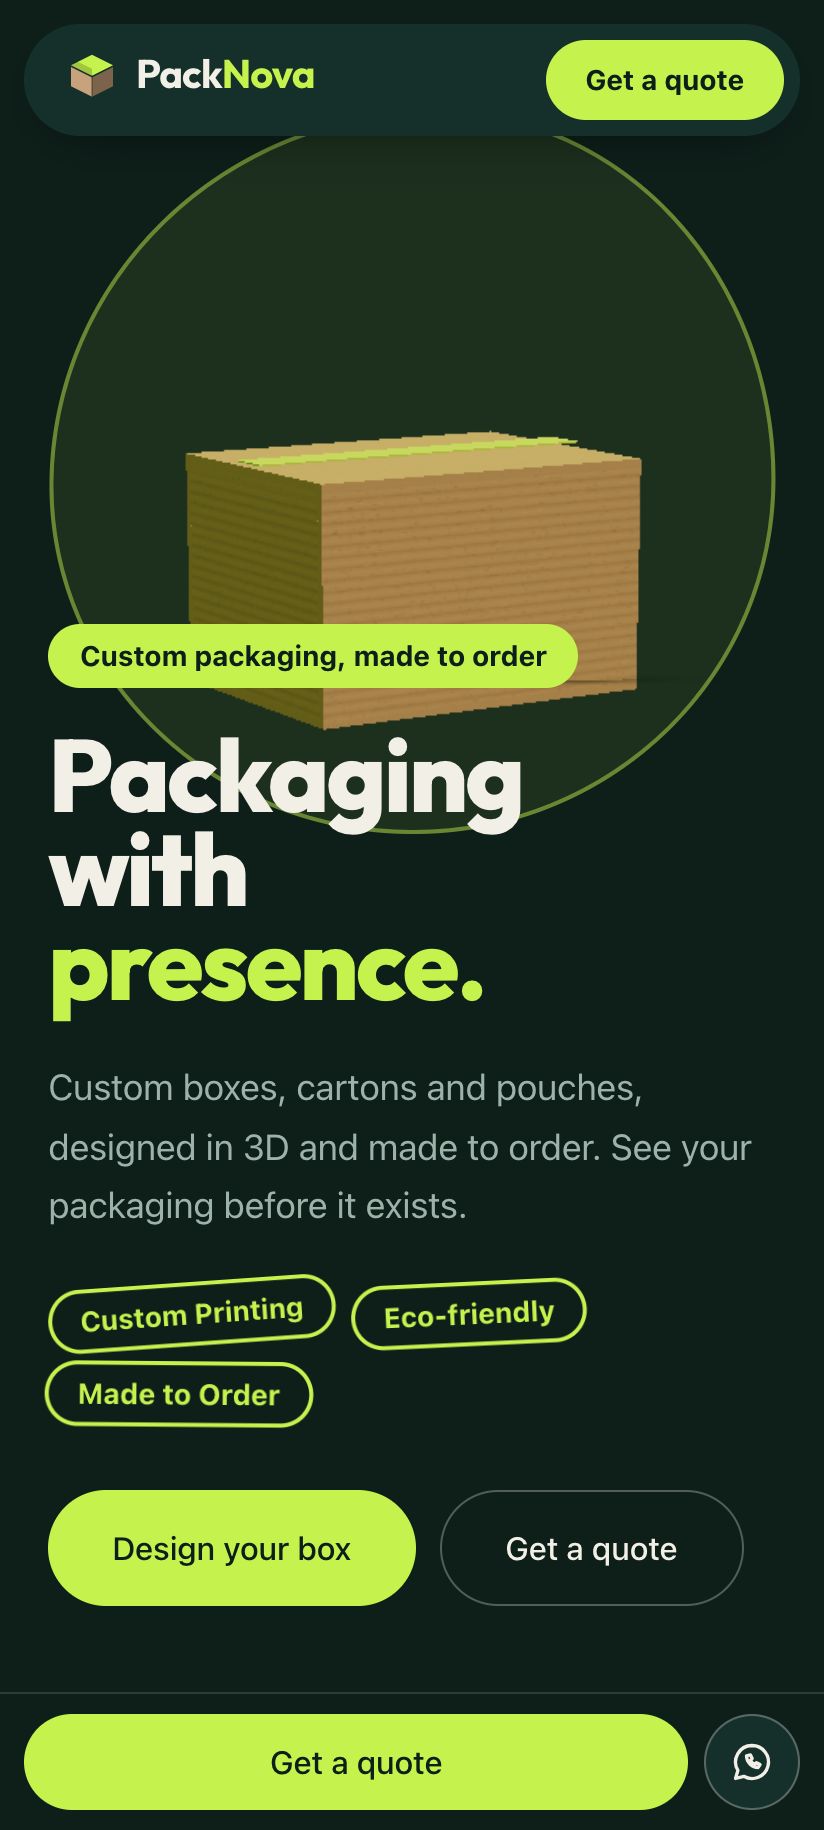 PackNova
Get a quote
Custom packaging, made to order
Packaging
with
presence.
Custom boxes, cartons and pouches,
designed in 3D and made to order. See your
packaging before it exists.
Custom Printing
Eco-friendly
Made to Order
Design your box
Get a quote
Get a quote